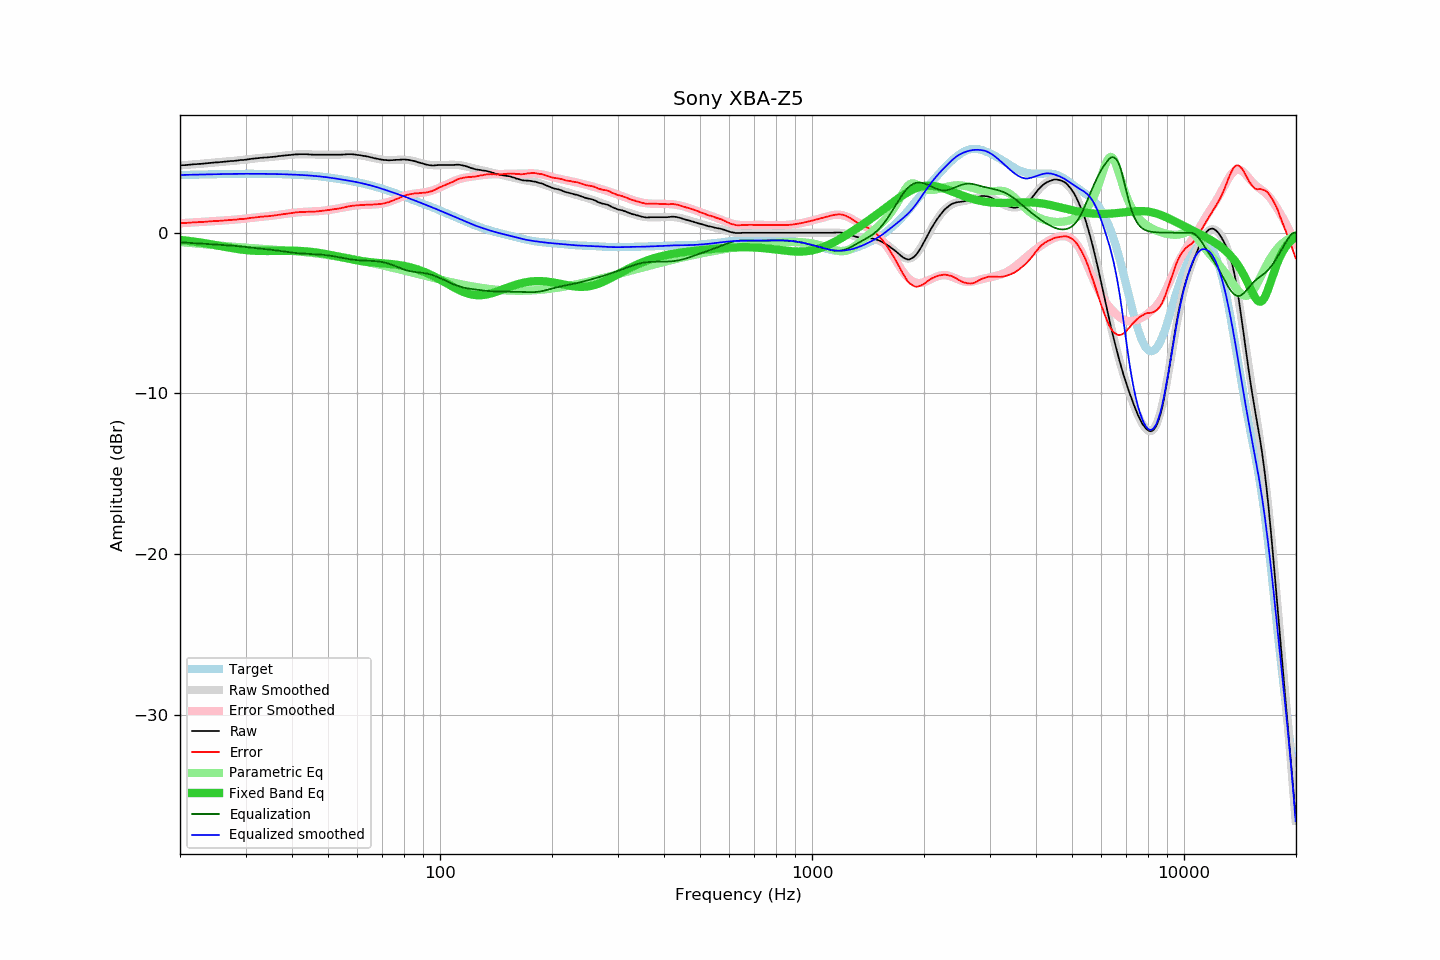 Sony XBA-Z5
Amplitude (dBr)
0
−10
−20
−30
Target
Raw Smoothed
Error Smoothed
Raw
Error
Parametric Eq
Fixed Band Eq
Equalization
Equalized smoothed
100
1000
10000
Frequency (Hz)